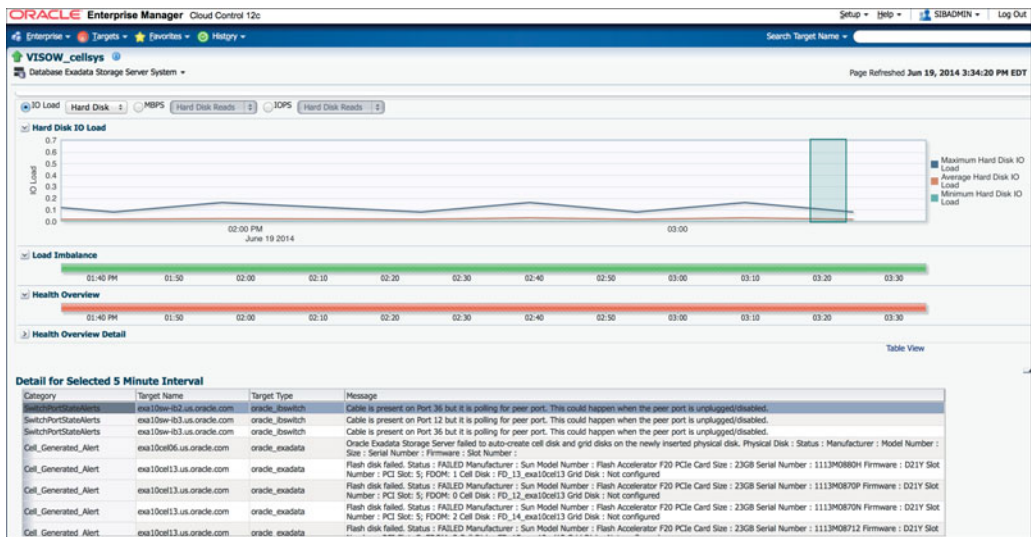 ORACLE Enterprise Manager Cloud Control 12c
Setup Help SIBADMIN Log Out
Enterprise Targets Favorites History Search Target Name
VISOW_cellsys
Database Exadata Storage Server System Page Refreshed Jun 19, 2014 3:34:20 PM EDT
IO Load Hard Disk MBPS Hard Disk Reads IOPS Hard Disk Reads
Hard Disk IO Load
0.7
0.6
0.5
0.4
0.3
0.2
0.1
0.0
IO Load
Maximum Hard Disk IO
Load
Average Hard Disk IO
Load
Minimum Hard Disk IO
Load
02:00 PM 03:00
June 19 2014
Load Imbalance
01:40 PM 01:50 02:00 02:10 02:20 02:30 02:40 02:50 03:00 03:10 03:20 03:30
Health Overview
01:40 PM 01:50 02:00 02:10 02:20 02:30 02:40 02:50 03:00 03:10 03:20 03:30
Health Overview Detail
Table View
Detail for Selected 5 Minute Interval
Category Target Name Target Type Message
SwitchPortStateAlerts exa10sw-ib2.us.oracle.com oracle_ibswitch Cable is present on Port 36 but it is polling for peer port. This could happen when the peer port is unplugged/disabled.
SwitchPortStateAlerts exa10sw-ib3.us.oracle.com oracle_ibswitch Cable is present on Port 12 but it is polling for peer port. This could happen when the peer port is unplugged/disabled.
SwitchPortStateAlerts exa10sw-ib3.us.oracle.com oracle_ibswitch Cable is present on Port 36 but it is polling for peer port. This could happen when the peer port is unplugged/disabled.
Cell_Generated_Alert exa10cel06.us.oracle.com oracle_exadata Oracle Exadata Storage Server failed to auto-create cell disk and grid disks on the newly inserted physical disk. Physical Disk : Status : Manufacturer : Model Number :
Size : Serial Number : Firmware : Slot Number :
Cell_Generated_Alert exa10cel13.us.oracle.com oracle_exadata Flash disk failed. Status : FAILED Manufacturer : Sun Model Number : Flash Accelerator F20 PCIe Card Size : 23GB Serial Number : 1113M0880H Firmware : D21Y Slot
Number : PCI Slot: 5; FDOM: 1 Cell Disk : FD_13_exa10cel13 Grid Disk : Not configured
Cell_Generated_Alert exa10cel13.us.oracle.com oracle_exadata Flash disk failed. Status : FAILED Manufacturer : Sun Model Number : Flash Accelerator F20 PCIe Card Size : 23GB Serial Number : 1113M0870P Firmware : D21Y Slot
Number : PCI Slot: 5; FDOM: 0 Cell Disk : FD_12_exa10cel13 Grid Disk : Not configured
Cell_Generated_Alert exa10cel13.us.oracle.com oracle_exadata Flash disk failed. Status : FAILED Manufacturer : Sun Model Number : Flash Accelerator F20 PCIe Card Size : 23GB Serial Number : 1113M0870N Firmware : D21Y Slot
Number : PCI Slot: 5; FDOM: 2 Cell Disk : FD_14_exa10cel13 Grid Disk : Not configured
Cell_Generated_Alert exa10cel13.us.oracle.com oracle_exadata Flash disk failed. Status : FAILED Manufacturer : Sun Model Number : Flash Accelerator F20 PCIe Card Size : 23GB Serial Number : 1113M08712 Firmware : D21Y Slot